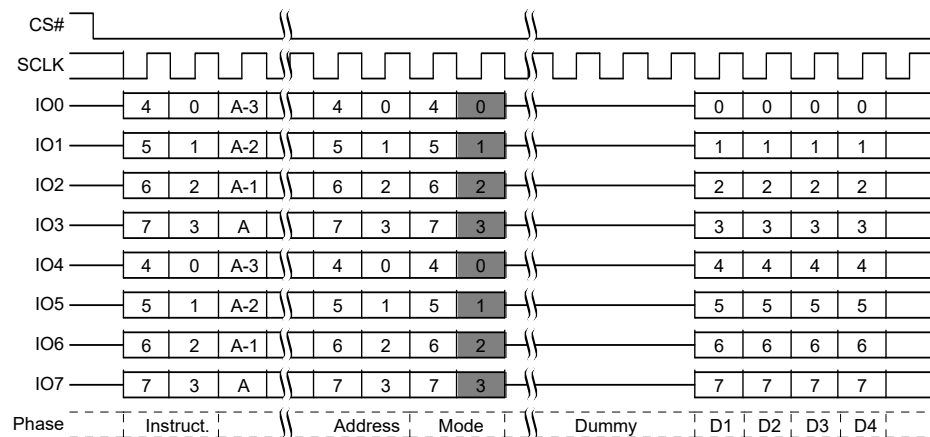 CS#
SCLK
IO0 4 0 A-3 4 0 4 0 0 0 0 0
IO1 5 1 A-2 5 1 5 1 1 1 1 1
IO2 6 2 A-1 6 2 6 2 2 2 2 2
IO3 7 3 A 7 3 7 3 3 3 3 3
IO4 4 0 A-3 4 0 4 0 4 4 4 4
IO5 5 1 A-2 5 1 5 1 5 5 5 5
IO6 6 2 A-1 6 2 6 2 6 6 6 6
IO7 7 3 A 7 3 7 3 7 7 7 7
Phase Instruct. Address Mode Dummy D1 D2 D3 D4